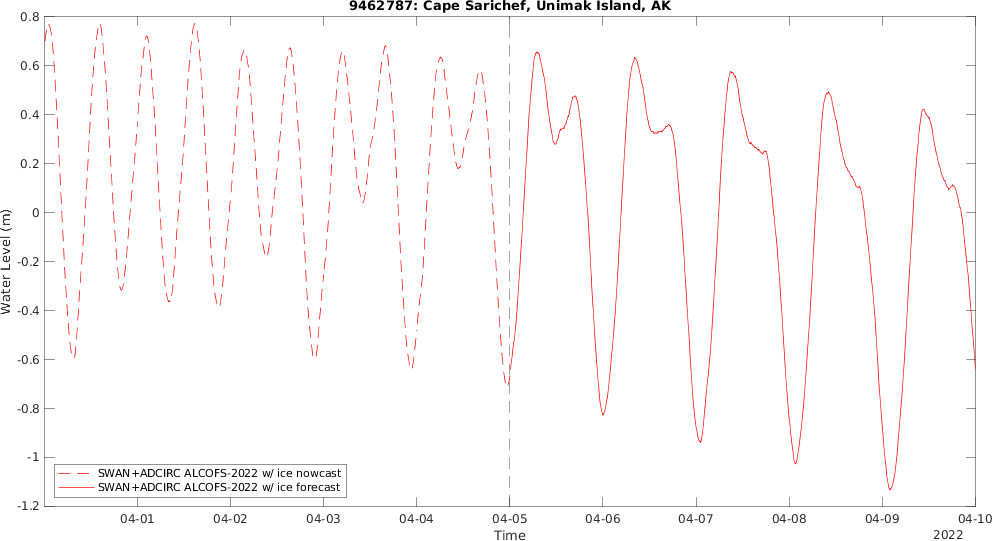 9462787: Cape Sarichef, Unimak Island, AK
0.8
0.6
0.4
0.2
0
-0.2
-0.4
-0.6
-0.8
-1
-1.2
Water Level (m)
SWAN+ADCIRC ALCOFS-2022 w/ ice nowcast
SWAN+ADCIRC ALCOFS-2022 w/ ice forecast
04-01 04-02 04-03 04-04 04-05 04-06 04-07 04-08 04-09 04-10
Time
2022